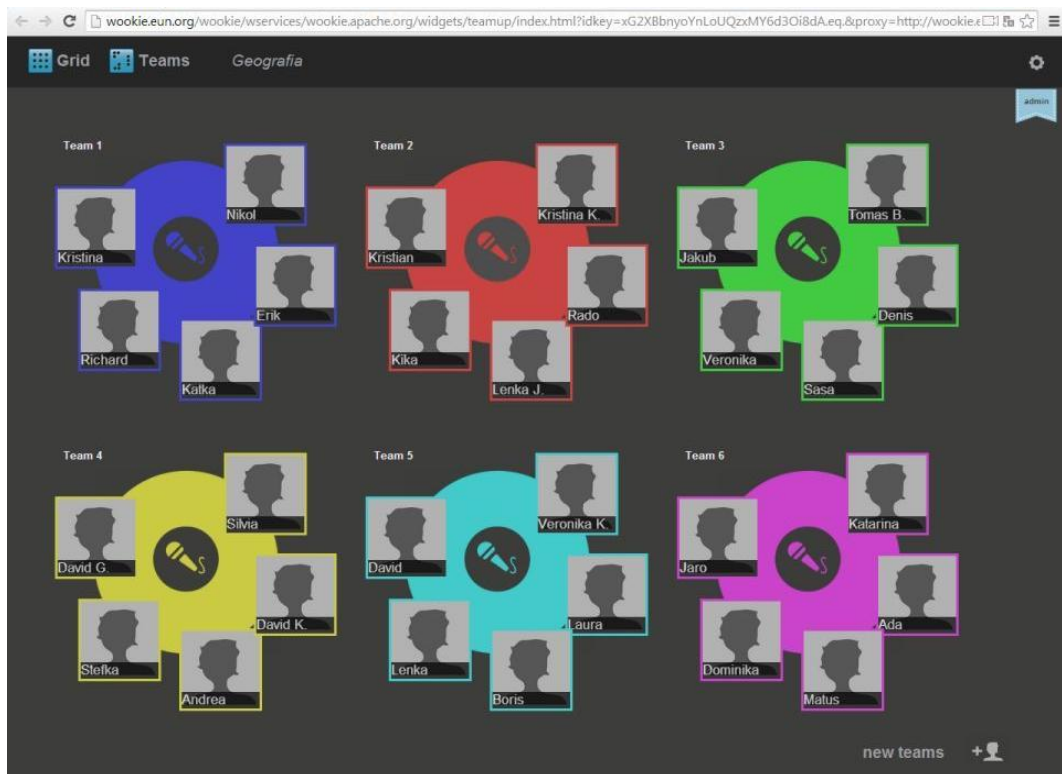 wookie.eun.org/wookie/wservices/wookie.apache.org/widgets/teamup/index.html?idkey=xG2XBbnyoYnLoUQzxMY6d3Oi8dA.eq.&proxy=http://wookie.e
Grid Teams Geografia
admin
Team 1
Nikol
Kristina
Erik
Richard
Katka
Team 2
Kristina K.
Kristian
Rado
Kika
Lenka J.
Team 3
Tomas B.
Jakub
Denis
Veronika
Sasa
Team 4
Silvia
David G.
David K.
Stefka
Andrea
Team 5
Veronika K.
David
Laura
Lenka
Boris
Team 6
Katarina
Jaro
Ada
Dominika
Matus
new teams